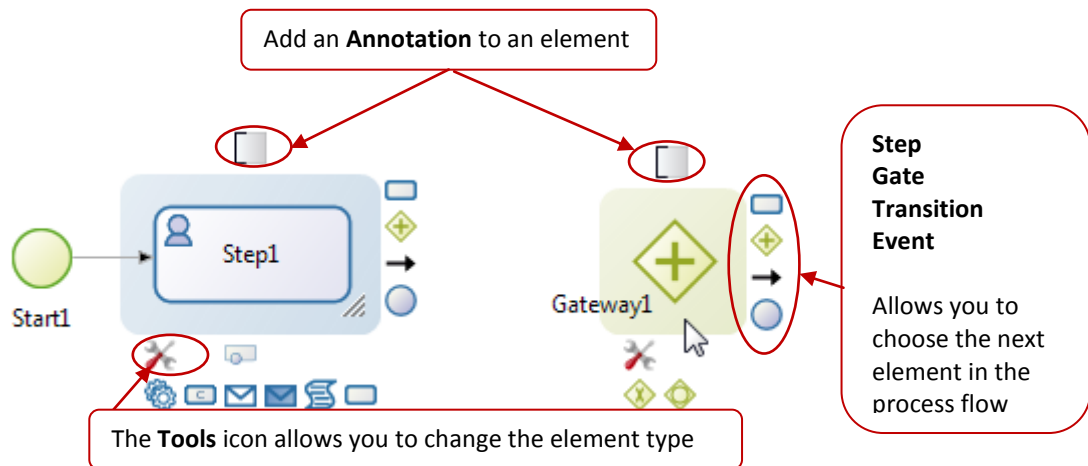 Add an Annotation to an element
Step
Gate
Transition
Event
Allows you to
choose the next
element in the
process flow
Step1
Start1
Gateway1
C
X
The Tools icon allows you to change the element type